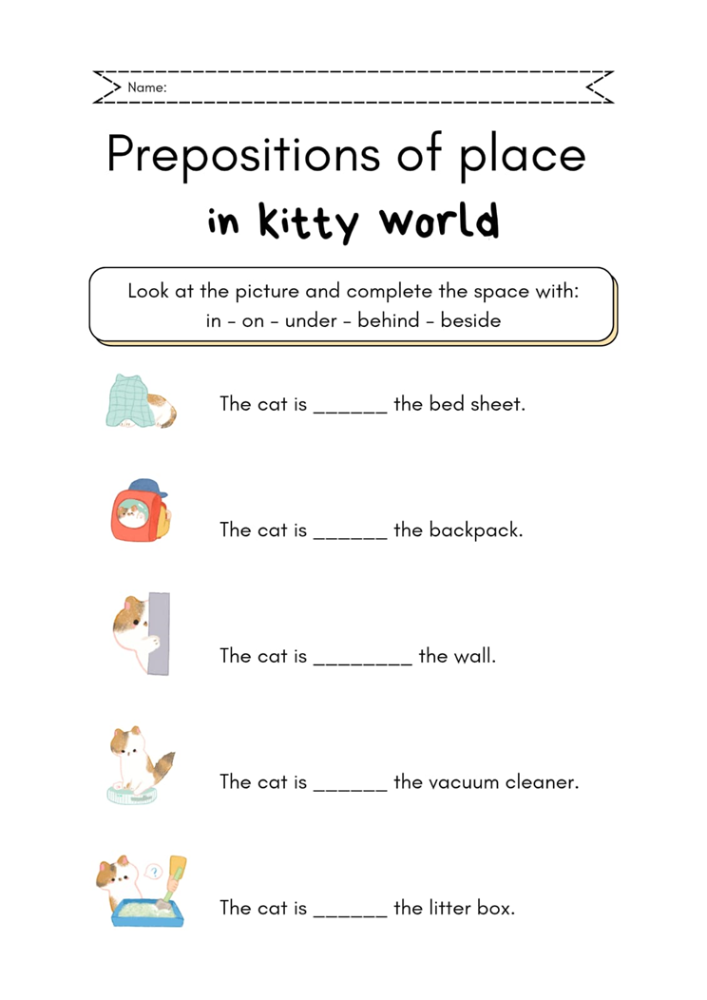 Name:
Prepositions of place
in kitty world
Look at the picture and complete the space with:
in - on - under - behind - beside
The cat is ______ the bed sheet.
The cat is ______ the backpack.
The cat is ________ the wall.
The cat is ______ the vacuum cleaner.
?
The cat is ______ the litter box.